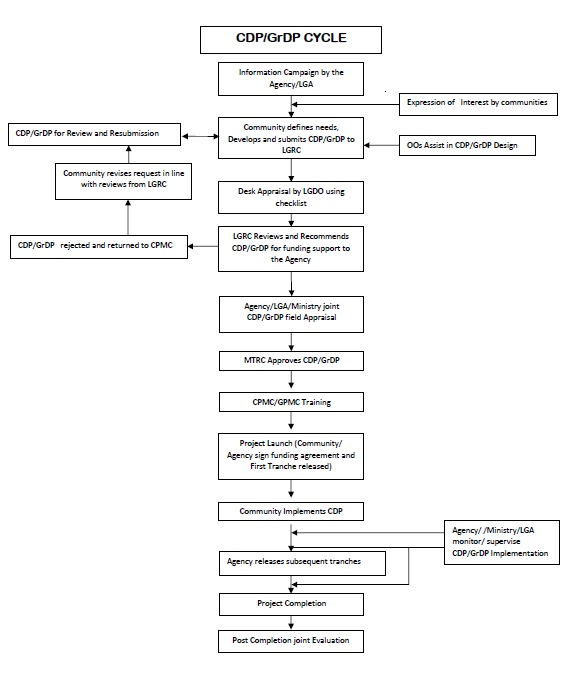 CDP/GrDP CYCLE
Information Campaign by the
Agency/LGA
Expression of Interest by communities
CDP/GrDP for Review and Resubmission
Community defines needs,
Develops and submits CDP/GrDP to
LGRC
OOs Assist in CDP/GrDP Design
Community revises request in line
with reviews from LGRC
Desk Appraisal by LGDO using
checklist
CDP/GrDP rejected and returned to CPMC
LGRC Reviews and Recommends
CDP/GrDP for funding support to
the Agency
Agency/LGA/Ministry joint
CDP/GrDP field Appraisal
MTRC Approves CDP/GrDP
CPMC/GPMC Training
Project Launch (Community/
Agency sign funding agreement and
First Tranche released)
Community Implements CDP
Agency/ /Ministry/LGA
monitor/ supervise
CDP/GrDP Implementation
Agency releases subsequent tranches
Project Completion
Post Completion joint Evaluation